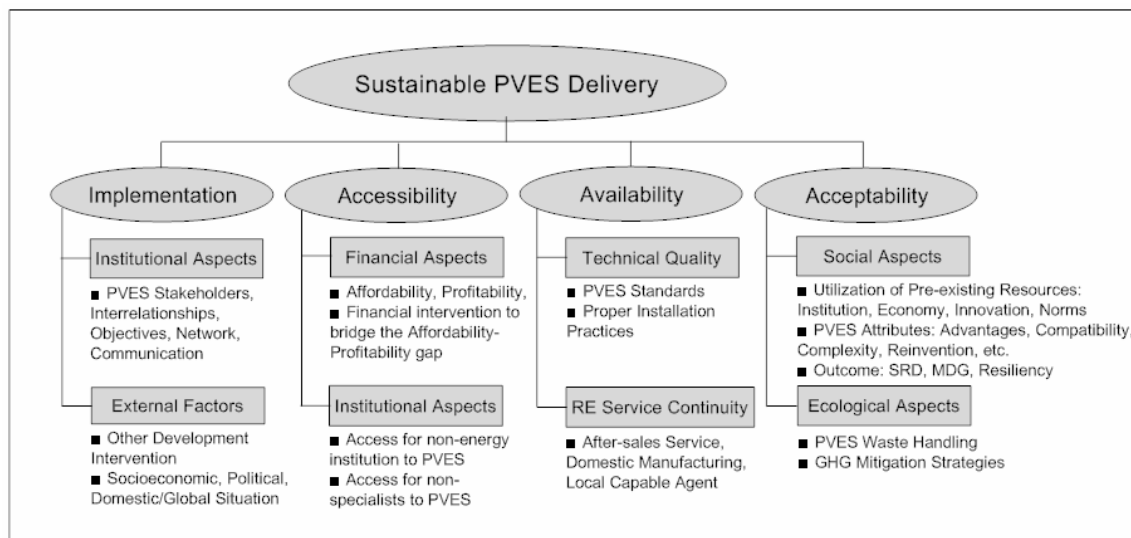 Sustainable PVES Delivery
Implementation
Accessibility
Availability
Acceptability
Institutional Aspects
■ PVES Stakeholders,
Interrelationships,
Objectives, Network,
Communication
External Factors
■ Other Development
Intervention
■ Socioeconomic, Political,
Domestic/Global Situation
Financial Aspects
■ Affordability, Profitability,
■ Financial intervention to
bridge the Affordability-
Profitability gap
Institutional Aspects
■ Access for non-energy
institution to PVES
■ Access for non-
specialists to PVES
Technical Quality
■ PVES Standards
■ Proper Installation
Practices
RE Service Continuity
■ After-sales Service,
Domestic Manufacturing,
Local Capable Agent
Social Aspects
■ Utilization of Pre-existing Resources:
Institution, Economy, Innovation, Norms
■ PVES Attributes: Advantages, Compatibility,
Complexity, Reinvention, etc.
■ Outcome: SRD, MDG, Resiliency
Ecological Aspects
■ PVES Waste Handling
■ GHG Mitigation Strategies